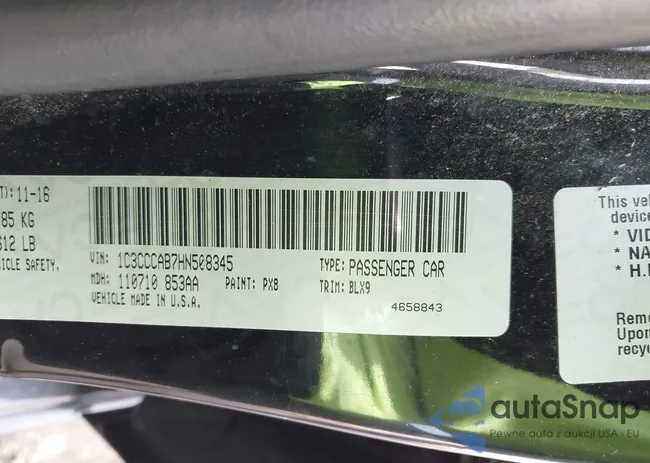 T): 11-16
85 KG
612 LB
HICLE SAFETY,
VIN: 1C3CCCAB7HN508345
TYPE: PASSENGER CAR
MDH: 110710 853AA
PAINT: PX8
TRIM: BLX9
VEHICLE MADE IN U.S.A.
4658843
This veh
device
* VID
* NA
* H.I
Remo
Upon
recyc
autaSnap
Pewne auta z aukcji USA i EU